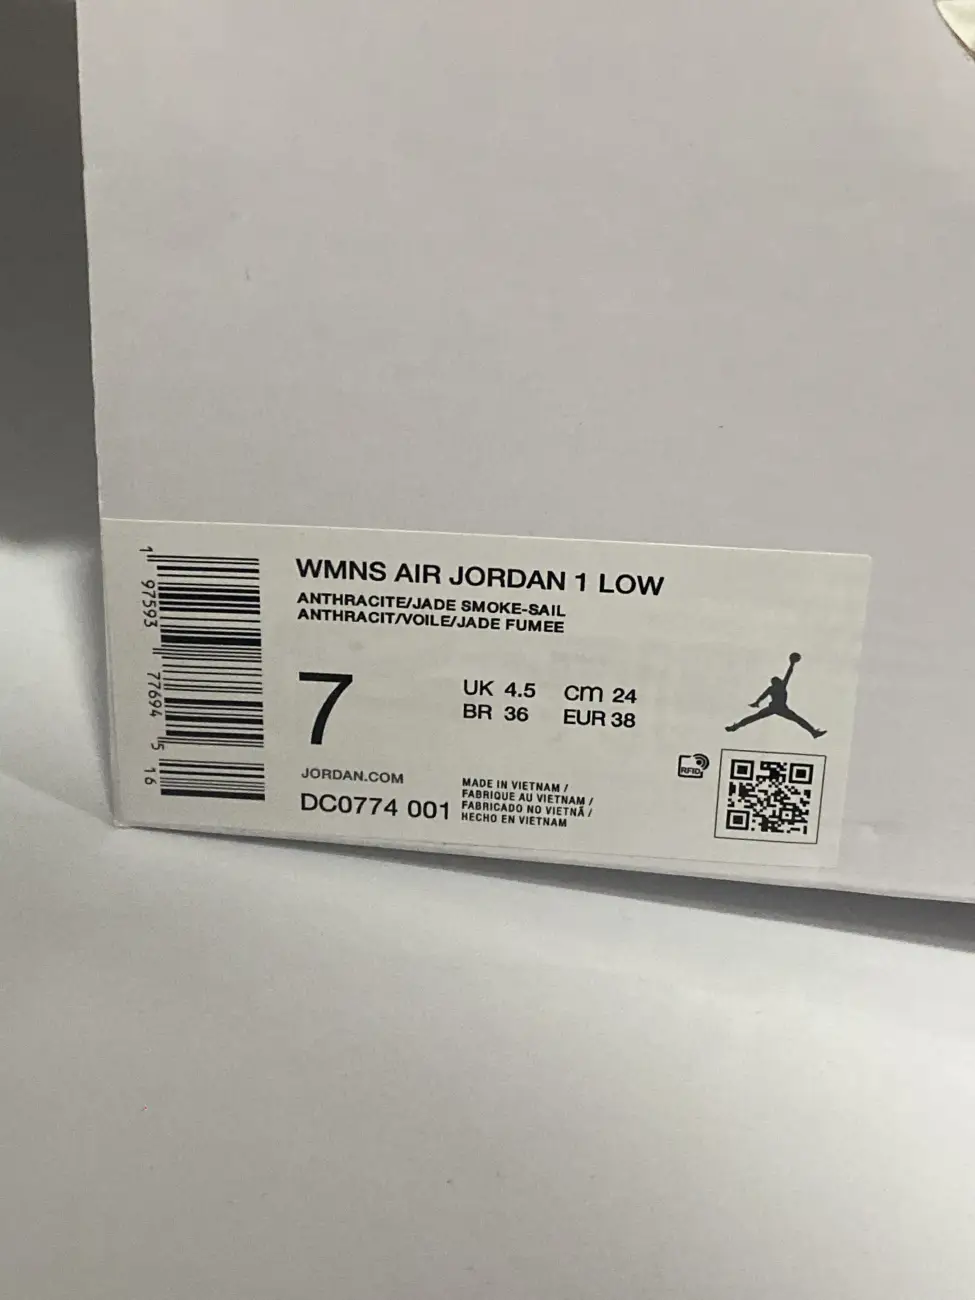 WMNS AIR JORDAN 1 LOW
ANTHRACITE/JADE SMOKE-SAIL
ANTHRACIT/VOILE/JADE FUMEE
7
UK 4.5 cm 24
BR 36 EUR 38
JORDAN.COM
DC0774 001
MADE IN VIETNAM /
FABRIQUE AU VIETNAM /
FABRICADO NO VIETNÃ /
HECHO EN VIETNAM
RFID
1 97593 77694 5 16